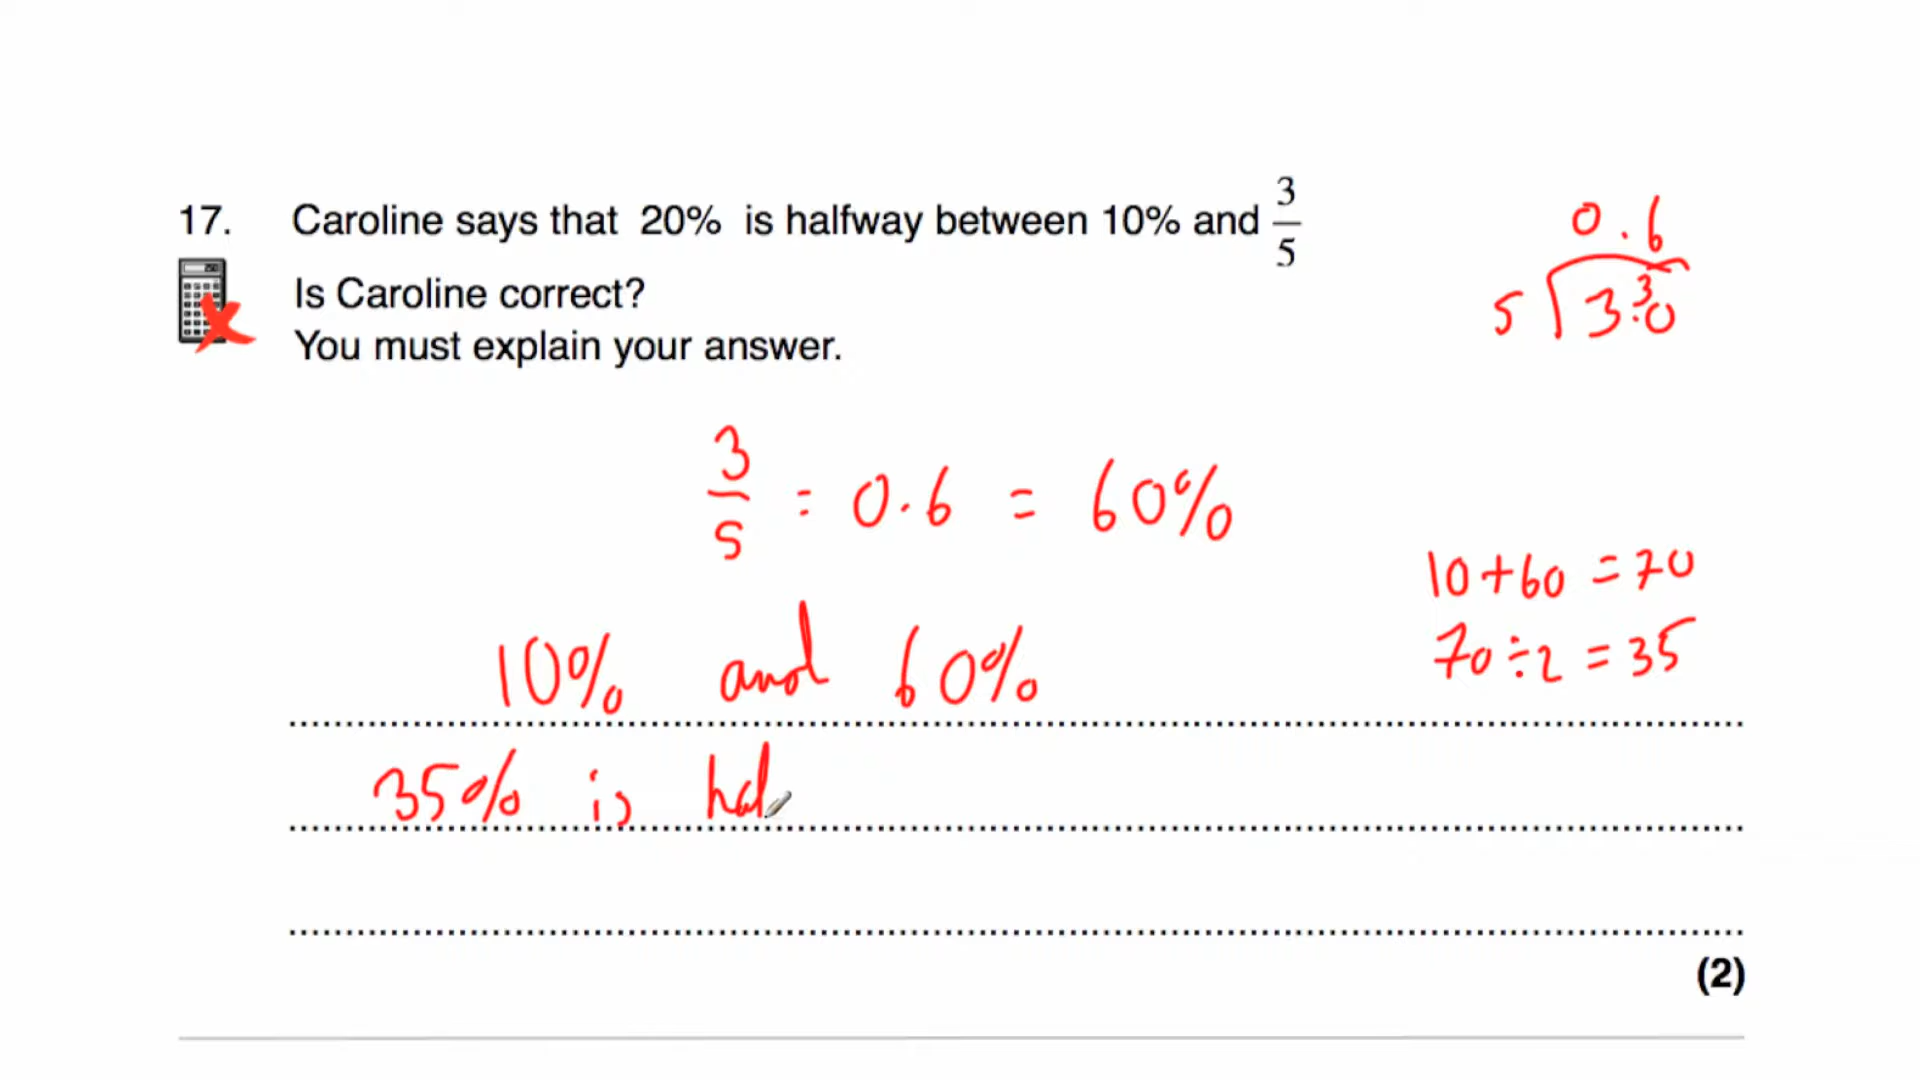 17. Caroline says that 20% is halfway between 10% and 3/5
Is Caroline correct?
You must explain your answer.
0.6
5 3.³0
3/5 = 0.6 = 60%
10+60 = 70
70÷2 = 35
10% and 60%
35% is hal
(2)